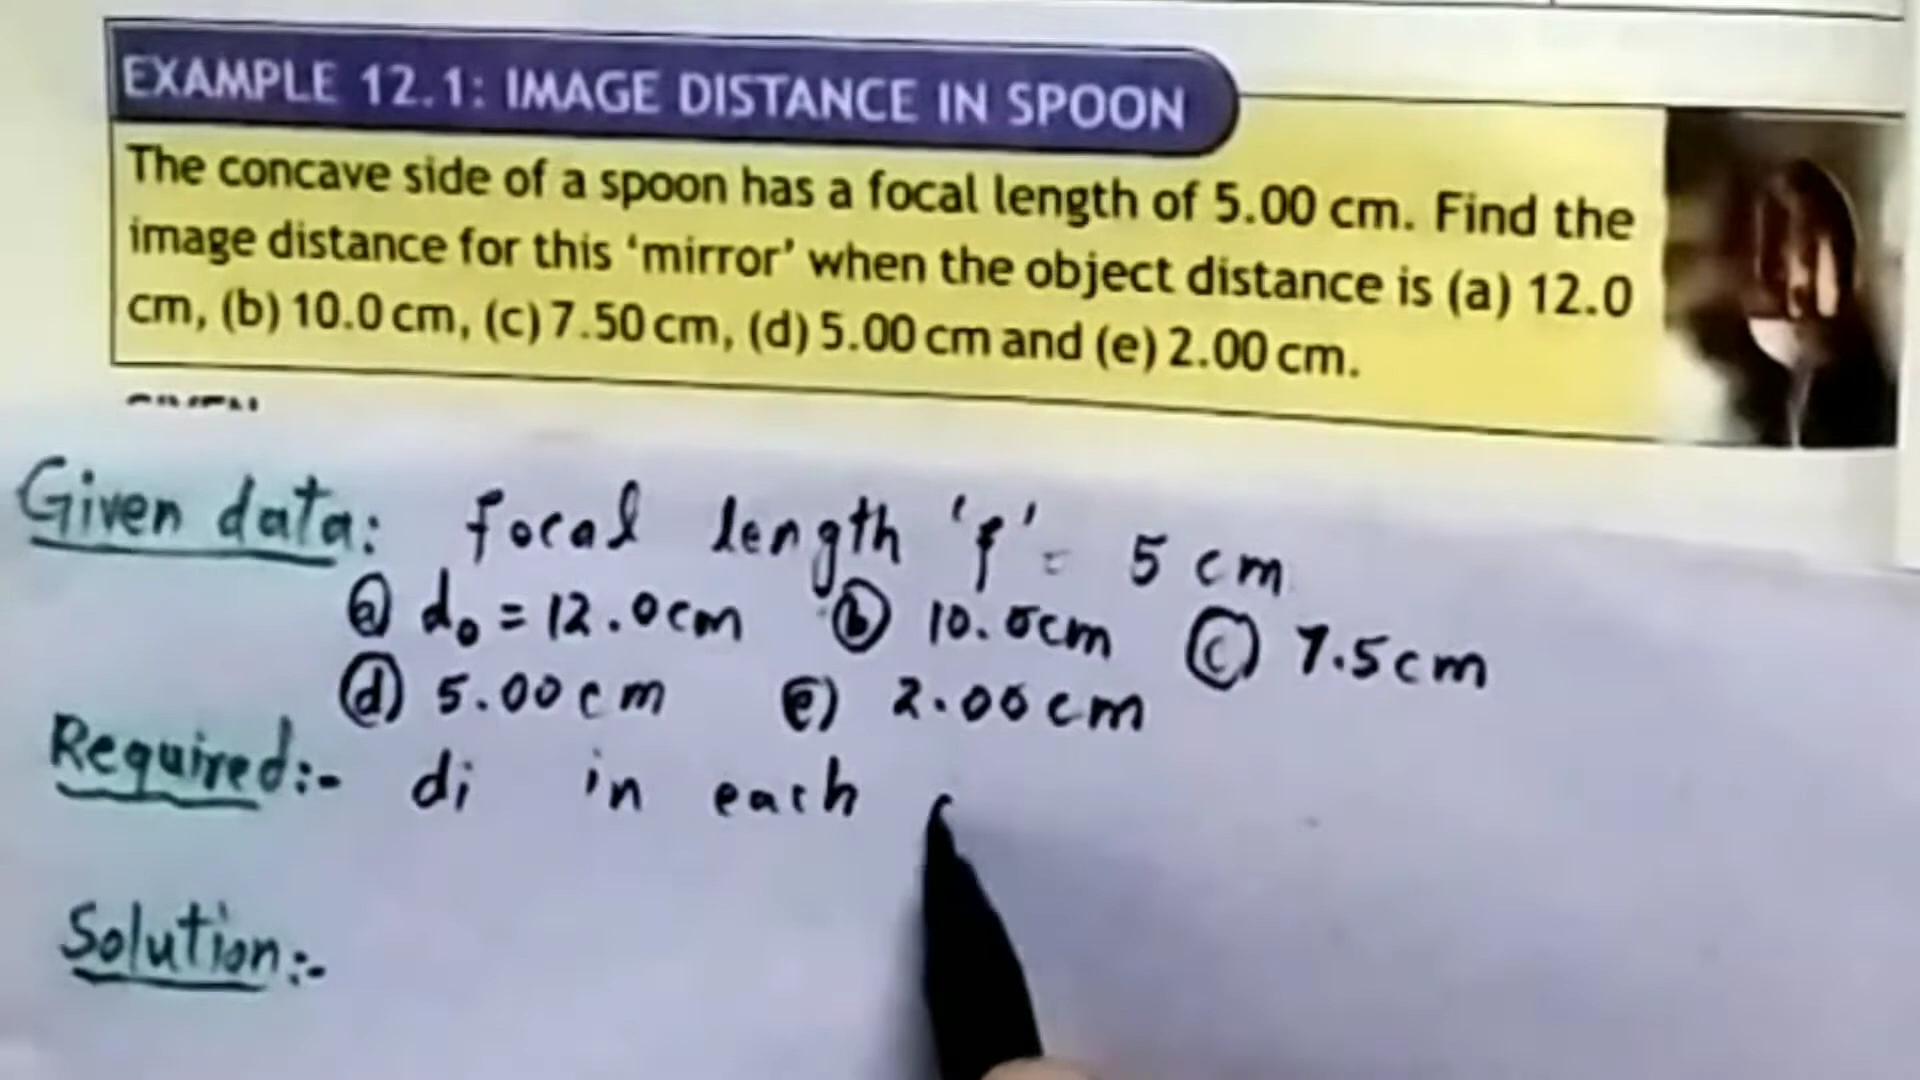 EXAMPLE 12.1: IMAGE DISTANCE IN SPOON
The concave side of a spoon has a focal length of 5.00 cm. Find the
image distance for this ‘mirror’ when the object distance is (a) 12.0
cm, (b) 10.0 cm, (c) 7.50 cm, (d) 5.00 cm and (e) 2.00 cm.
Given data: focal length 'f' = 5 cm
(a) do = 12.0cm (b) 10.0cm (c) 7.5cm
(d) 5.00cm e) 2.00cm
Required:- di in each
Solution:-